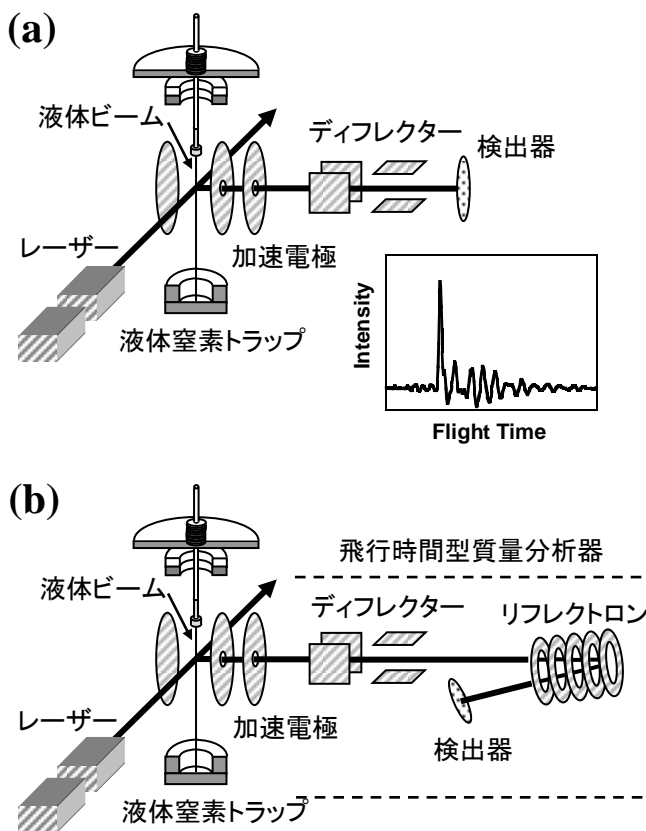 (a)
液体ビーム
ディフレクター
検出器
レーザー
加速電極
液体窒素トラップ
Intensity
Flight Time
(b)
飛行時間型質量分析器
液体ビーム
ディフレクター
リフレクトロン
レーザー
加速電極
検出器
液体窒素トラップ